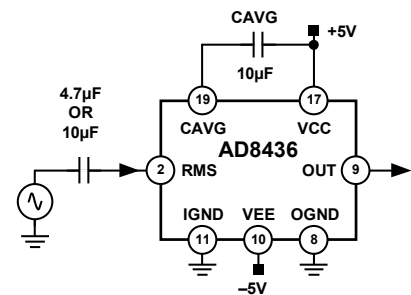 CAVG
+5V
10µF
4.7µF
OR
10µF
19
17
CAVG
VCC
AD8436
2
RMS
OUT
9
IGND
VEE
OGND
11
10
8
–5V